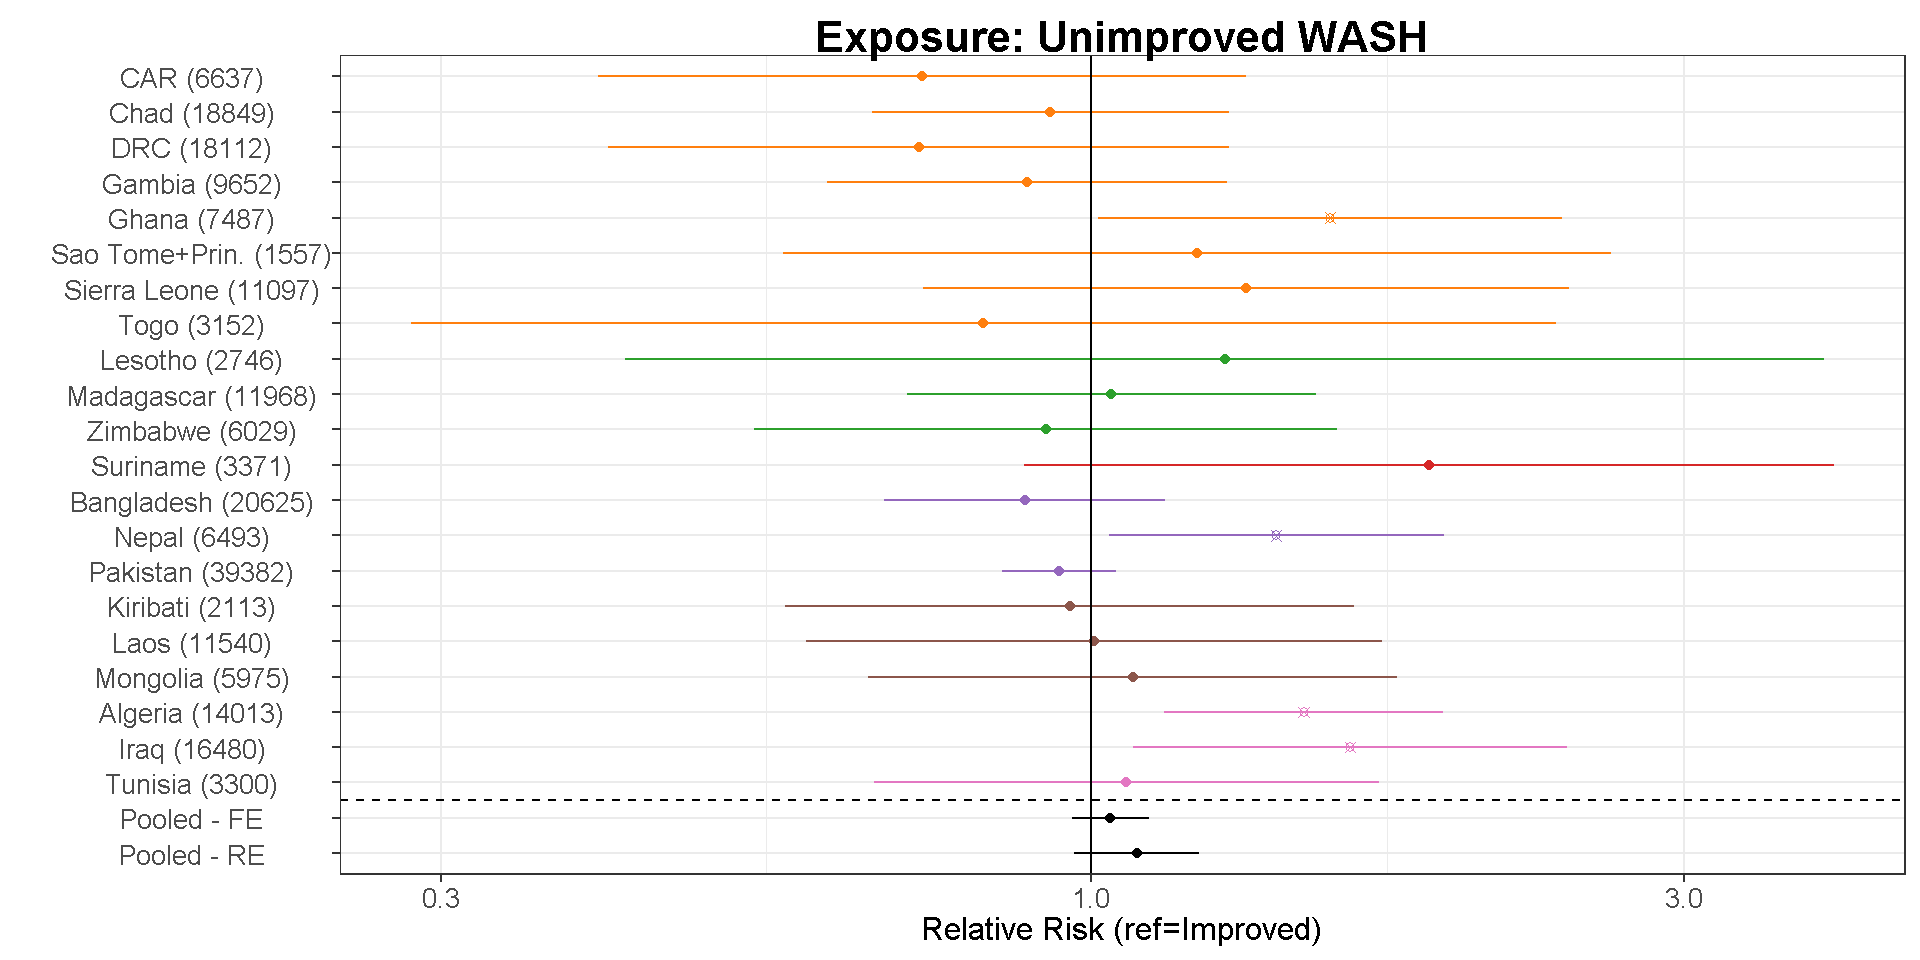 Exposure: Unimproved WASH
CAR (6637)
Chad (18849)
DRC (18112)
Gambia (9652)
Ghana (7487)
Sao Tome+Prin. (1557)
Sierra Leone (11097)
Togo (3152)
Lesotho (2746)
Madagascar (11968)
Zimbabwe (6029)
Suriname (3371)
Bangladesh (20625)
Nepal (6493)
Pakistan (39382)
Kiribati (2113)
Laos (11540)
Mongolia (5975)
Algeria (14013)
Iraq (16480)
Tunisia (3300)
Pooled - FE
Pooled - RE
0.3 1.0 3.0
Relative Risk (ref=Improved)